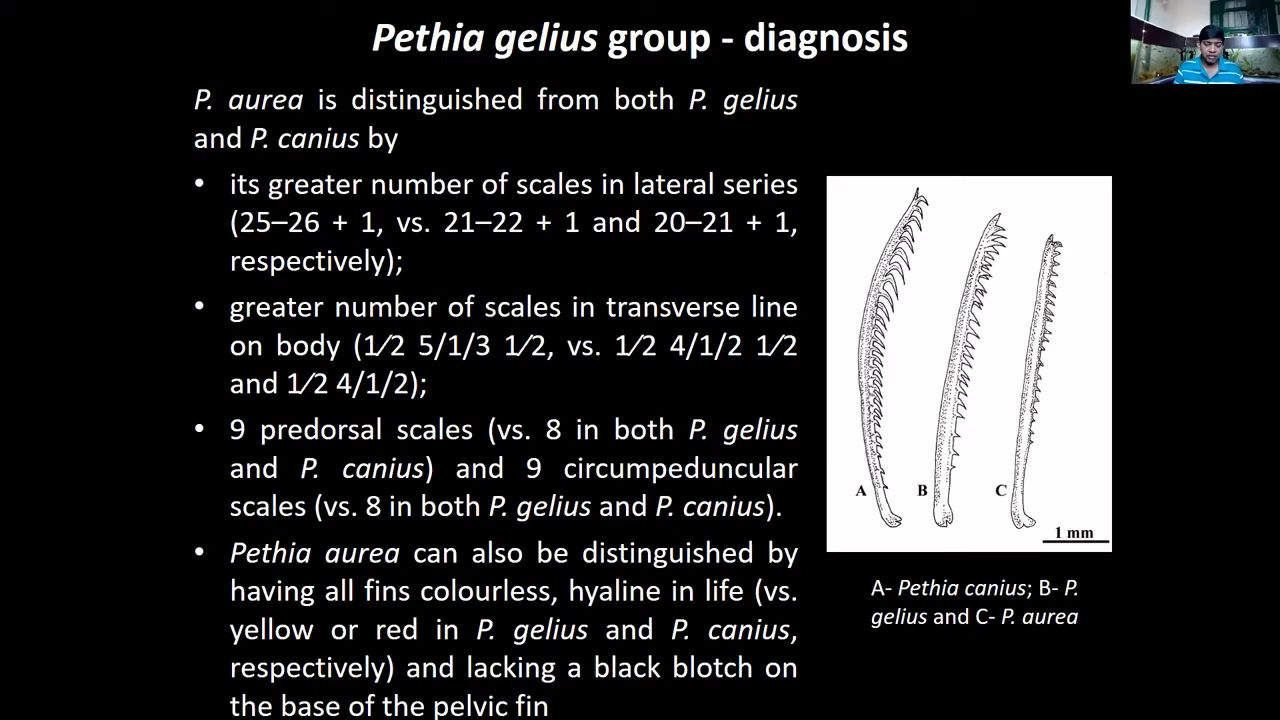 Pethia gelius group - diagnosis
P. aurea is distinguished from both P. gelius
and P. canius by
• its greater number of scales in lateral series
(25–26 + 1, vs. 21–22 + 1 and 20–21 + 1,
respectively);
• greater number of scales in transverse line
on body (1⁄2 5/1/3 1⁄2, vs. 1⁄2 4/1/2 1⁄2
and 1⁄2 4/1/2);
• 9 predorsal scales (vs. 8 in both P. gelius
and P. canius) and 9 circumpeduncular
scales (vs. 8 in both P. gelius and P. canius).
• Pethia aurea can also be distinguished by
having all fins colourless, hyaline in life (vs.
yellow or red in P. gelius and P. canius,
respectively) and lacking a black blotch on
the base of the pelvic fin
A B C
1 mm
A- Pethia canius; B- P.
gelius and C- P. aurea